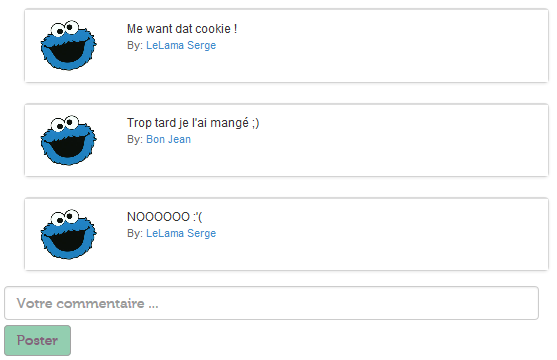 Me want dat cookie !
By: LeLama Serge
Trop tard je l'ai mangé ;)
By: Bon Jean
NOOOOOO :'(
By: LeLama Serge
Votre commentaire ...
Poster